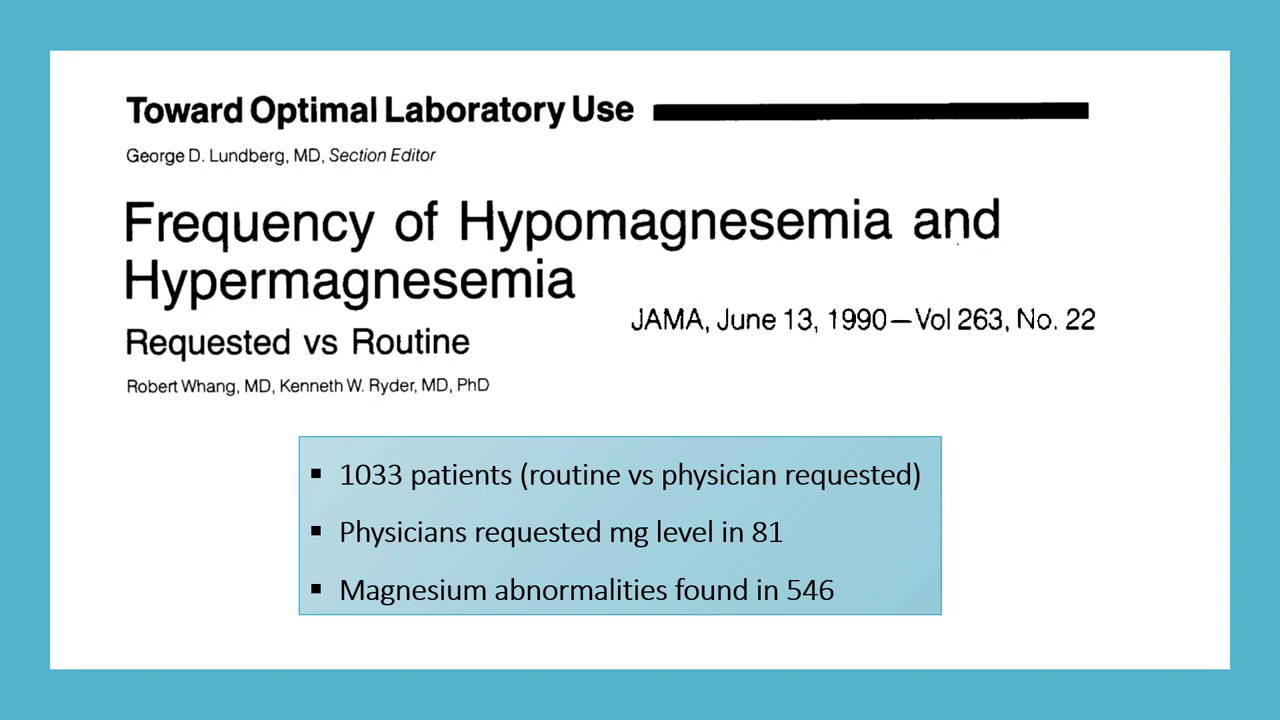 Toward Optimal Laboratory Use
George D. Lundberg, MD, Section Editor
Frequency of Hypomagnesemia and
Hypermagnesemia
JAMA, June 13, 1990—Vol 263, No. 22
Requested vs Routine
Robert Whang, MD, Kenneth W. Ryder, MD, PhD
▪ 1033 patients (routine vs physician requested)
▪ Physicians requested mg level in 81
▪ Magnesium abnormalities found in 546